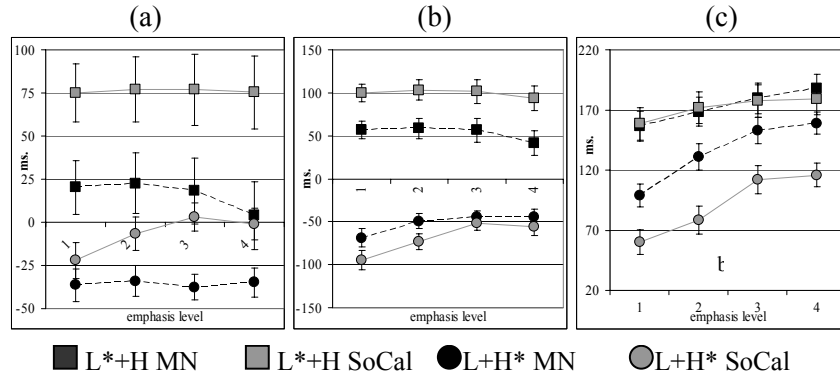 (a) (b) (c)
100
75
50
25
0
-25
-50
ms.
1 2 3 4
emphasis level
150
100
50
0
-50
-100
-150
ms.
1 2 3 4
emphasis level
220
170
120
70
20
ms.
1 2 3 4
emphasis level
L*+H MN L*+H SoCal L+H* MN L+H* SoCal